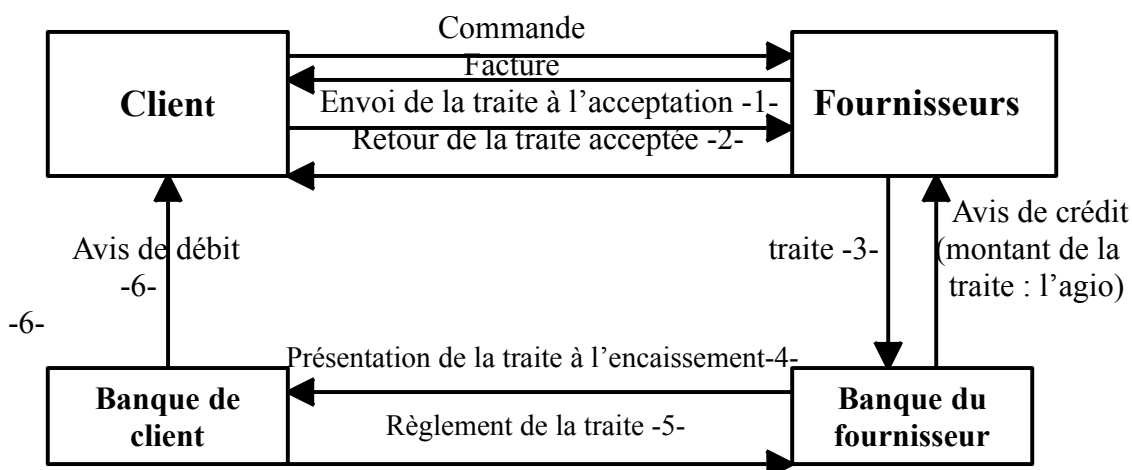 Commande
Facture
Client
Envoi de la traite à l’acceptation -1-
Fournisseurs
Retour de la traite acceptée -2-
Avis de débit
-6-
-6-
traite -3-
Avis de crédit
(montant de la
traite : l’agio)
Présentation de la traite à l’encaissement-4-
Banque de
client
Règlement de la traite -5-
Banque du
fournisseur